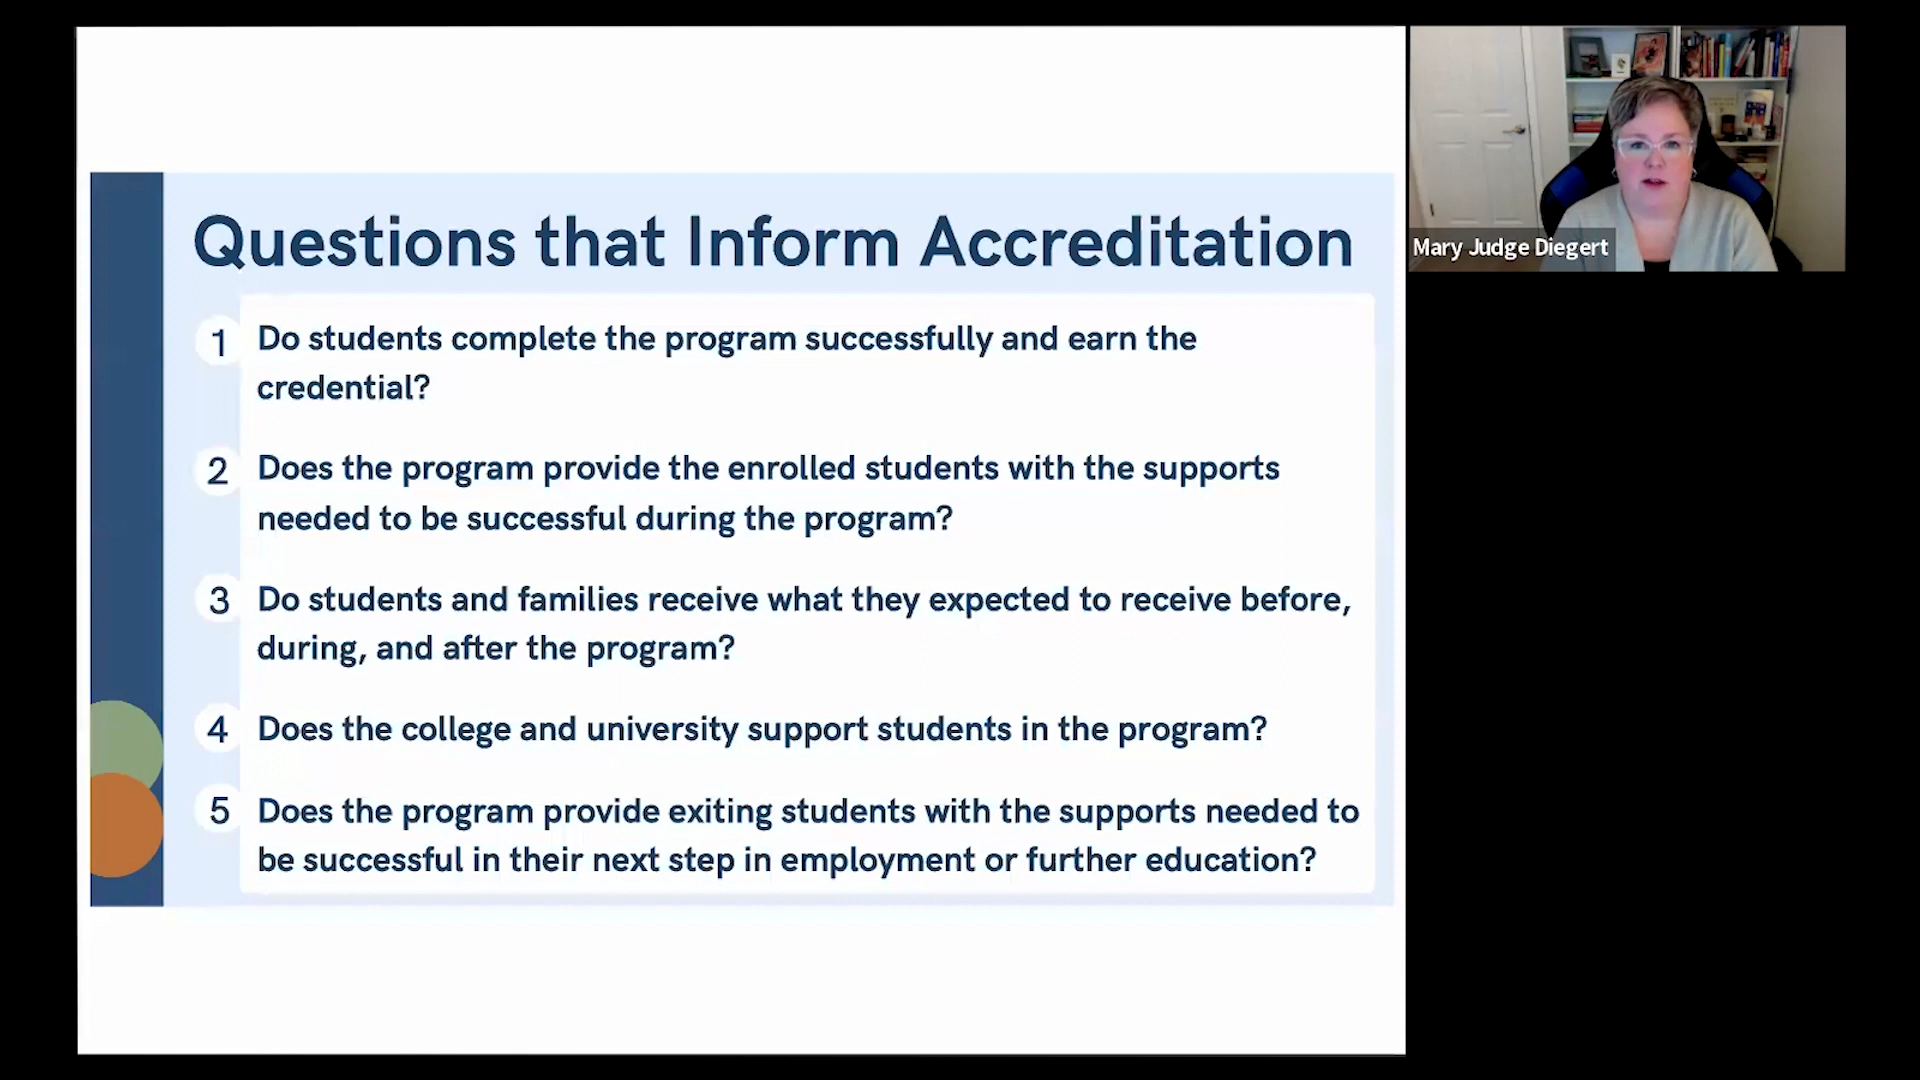 Questions that Inform Accreditation
1 Do students complete the program successfully and earn the
credential?
2 Does the program provide the enrolled students with the supports
needed to be successful during the program?
3 Do students and families receive what they expected to receive before,
during, and after the program?
4 Does the college and university support students in the program?
5 Does the program provide exiting students with the supports needed to
be successful in their next step in employment or further education?
Mary Judge Diegert